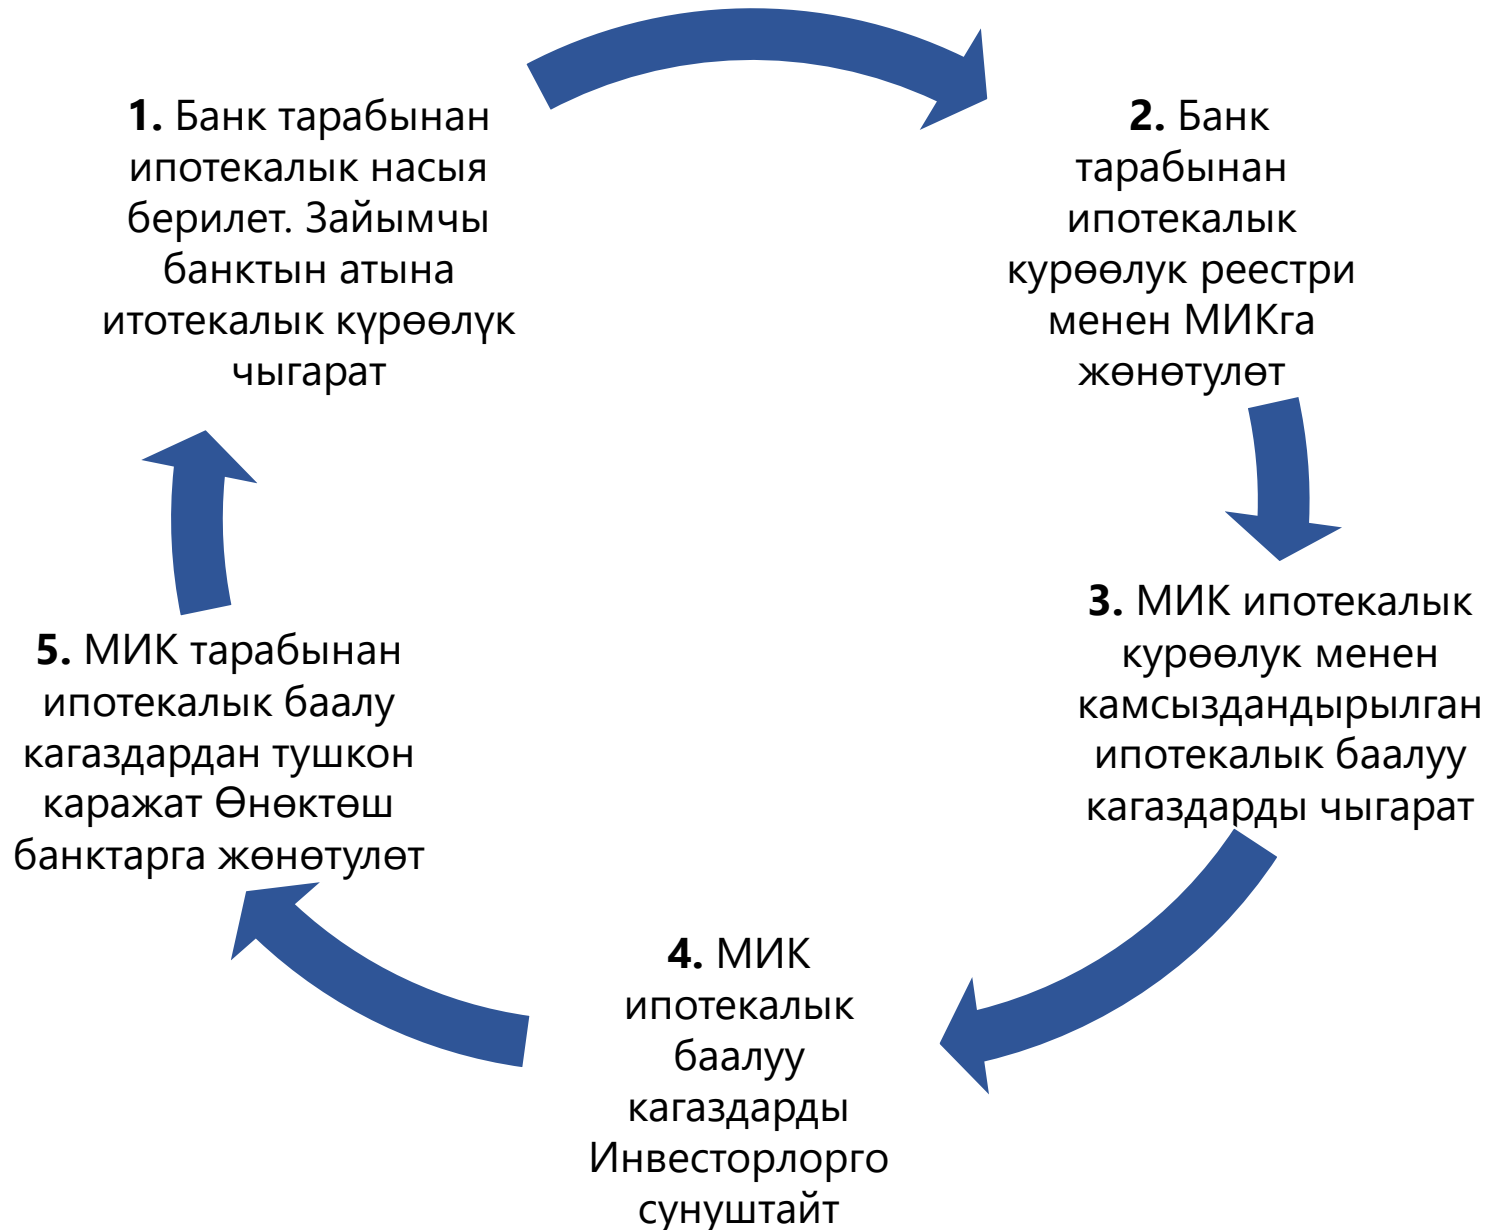 1. Банк тарабынан
ипотекалык насыя
берилет. Зайымчы
банктын атына
итотекалык күрөөлүк
чыгарат
2. Банк
тарабынан
ипотекалык
курөөлук реестри
менен МИКга
жөнөтулөт
3. МИК ипотекалык
курөөлук менен
камсыздандырылган
ипотекалык баалуу
кагаздарды чыгарат
4. МИК
ипотекалык
баалуу
кагаздарды
Инвесторлорго
сунуштайт
5. МИК тарабынан
ипотекалык баалу
кагаздардан тушкон
каражат Өнөктөш
банктарга жөнөтулөт